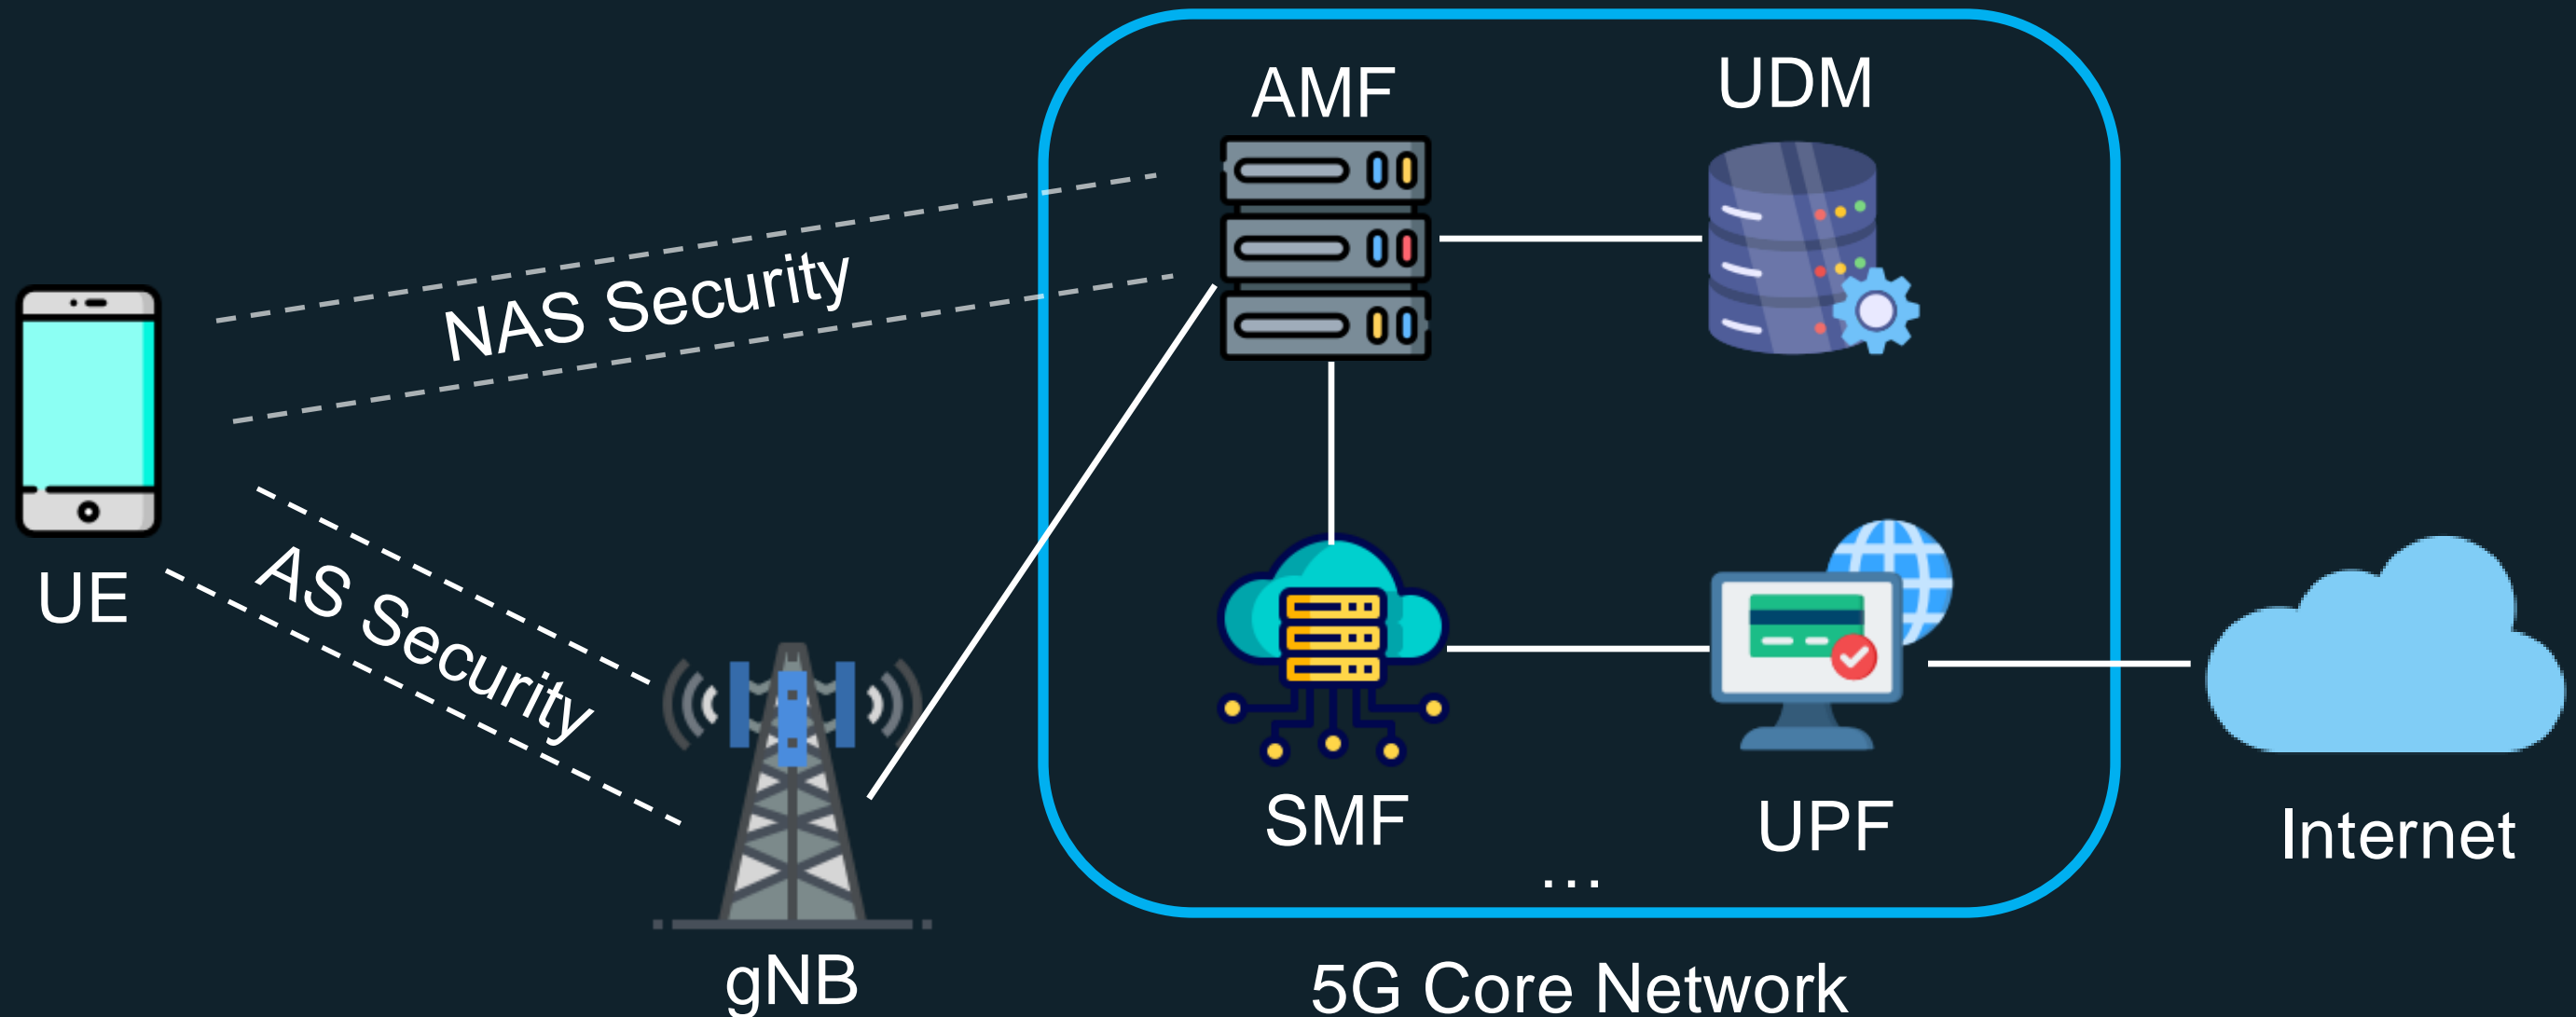 AMF
UDM
NAS Security
UE
AS Security
SMF
UPF
Internet
...
gNB
5G Core Network